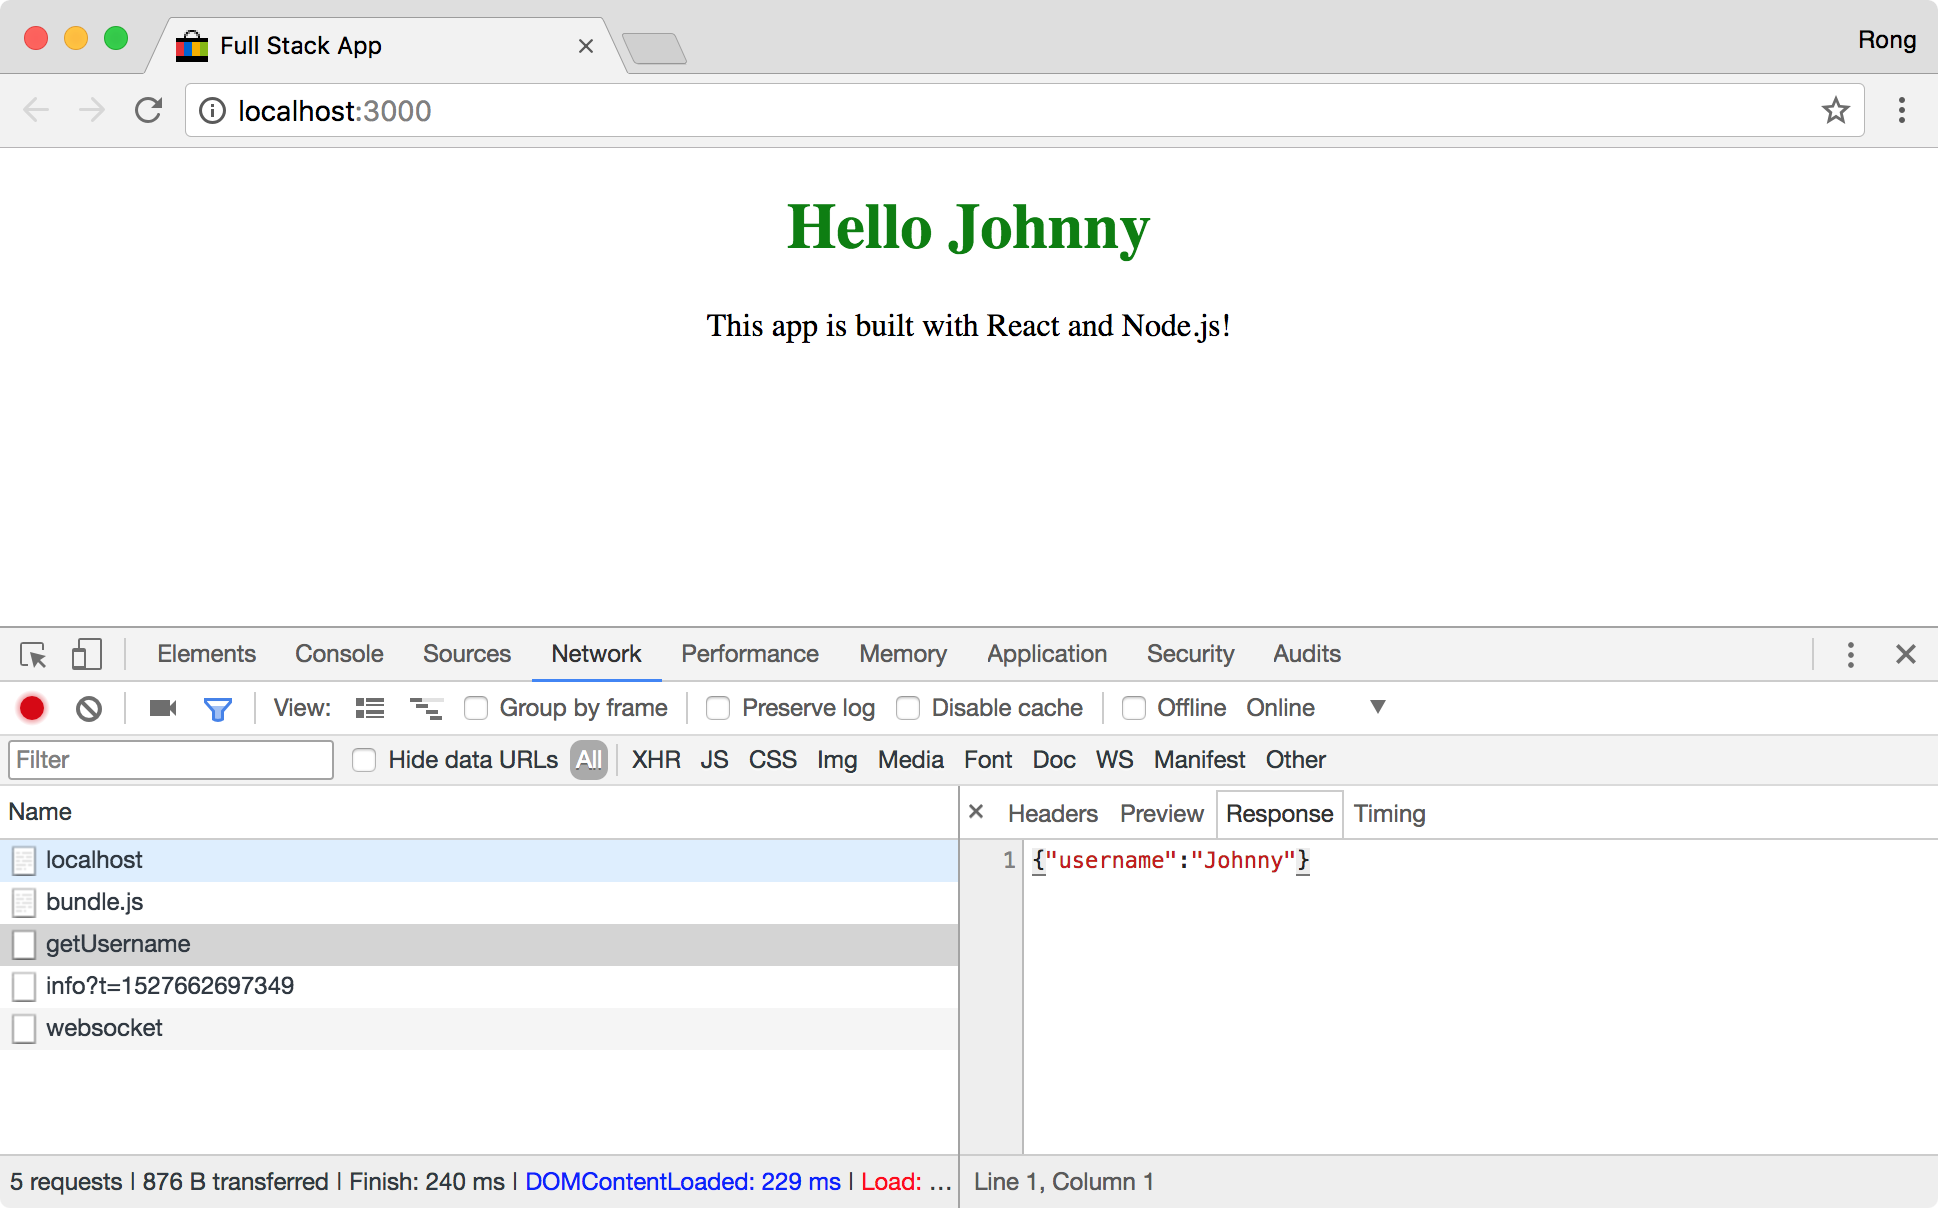 Full Stack App
Rong
localhost:3000
Hello Johnny
This app is built with React and Node.js!
Elements Console Sources Network Performance Memory Application Security Audits
View: Group by frame Preserve log Disable cache Offline Online
Filter Hide data URLs All XHR JS CSS Img Media Font Doc WS Manifest Other
Name
localhost
bundle.js
getUsername
info?t=1527662697349
websocket
5 requests | 876 B transferred | Finish: 240 ms | DOMContentLoaded: 229 ms | Load: ...
Headers Preview Response Timing
1 {"username":"Johnny"}
Line 1, Column 1